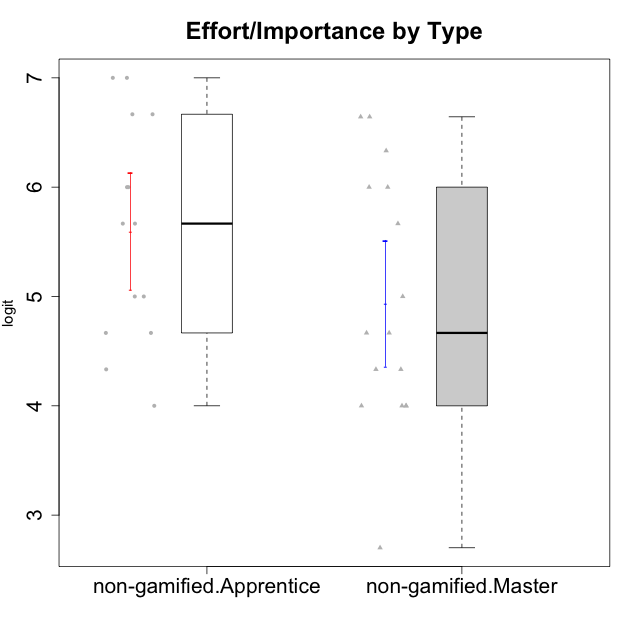 Effort/Importance by Type
7
6
5
4
3
logit
non-gamified.Apprentice
non-gamified.Master